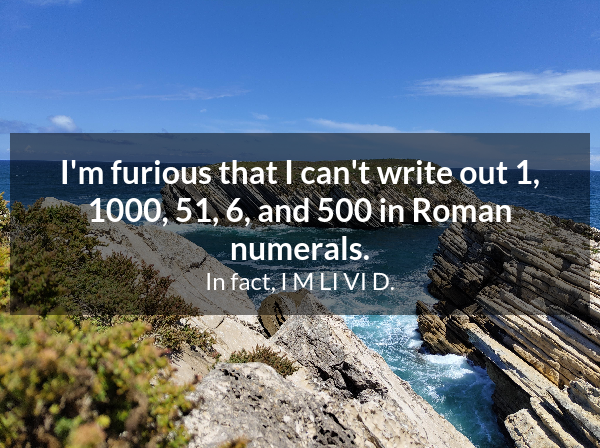 I'm furious that I can't write out 1,
1000, 51, 6, and 500 in Roman
numerals.
In fact, I M LI VI D.